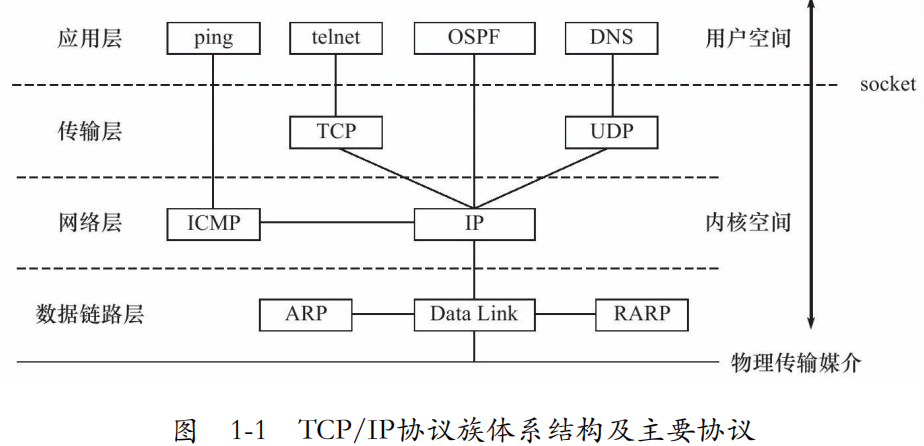 应用层 ping telnet OSPF DNS 用户空间
socket
传输层 TCP UDP
网络层 ICMP IP 内核空间
数据链路层 ARP Data Link RARP
物理传输媒介
图 1-1 TCP/IP协议族体系结构及主要协议